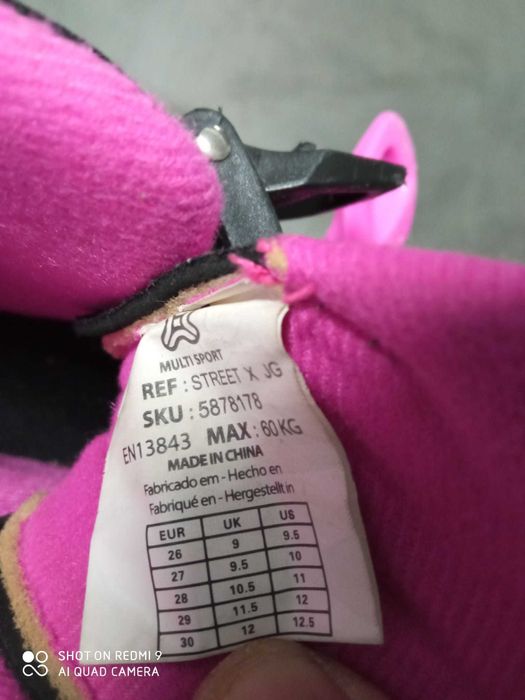 MULTISPORT
REF : STREET X JG
SKU : 5878178
EN13843 MAX : 60KG
MADE IN CHINA
Fabricado em - Hecho en
Fabriqué en - Hergestellt in
EUR UK US
26 9 9.5
27 9.5 10
28 10.5 11
29 11.5 12
30 12 12.5
SHOT ON REDMI 9
AI QUAD CAMERA